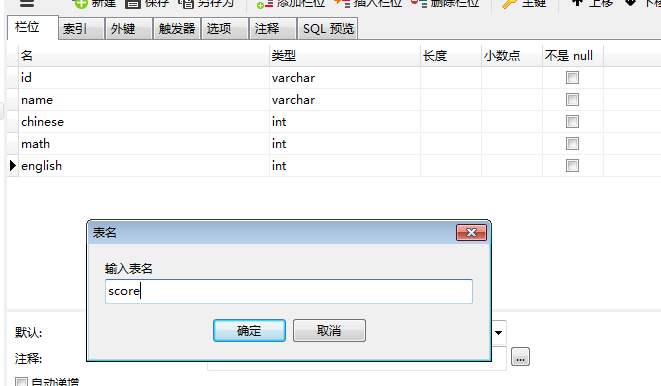 新建 保存 另存为 添加栏位 插入栏位 删除栏位 主键 上移 下移
栏位 索引 外键 触发器 选项 注释 SQL 预览
名 类型 长度 小数点 不是 null
id varchar
name varchar
chinese int
math int
english int
表名
输入表名
score
确定 取消
默认:
注释:
自动递增